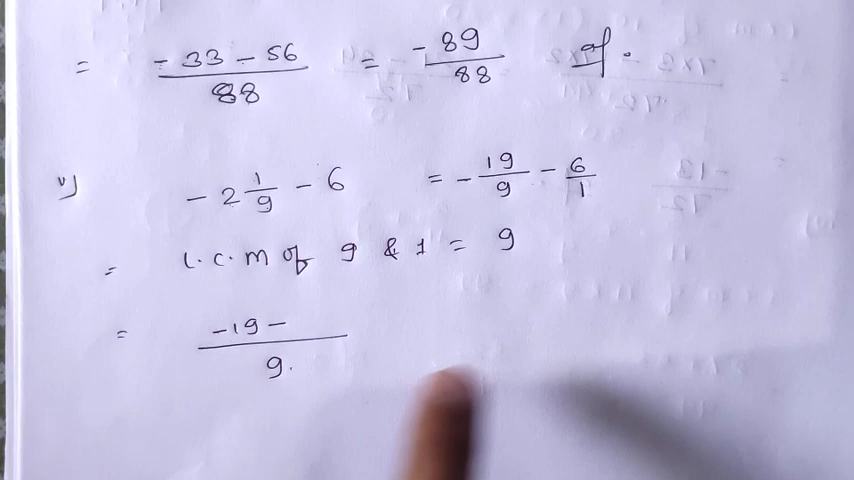 = -33-56/88 = -89/88
v) -2 1/9 - 6 = -19/9 - 6/1
= L.C.M of 9 & 1 = 9
= -19-/9.